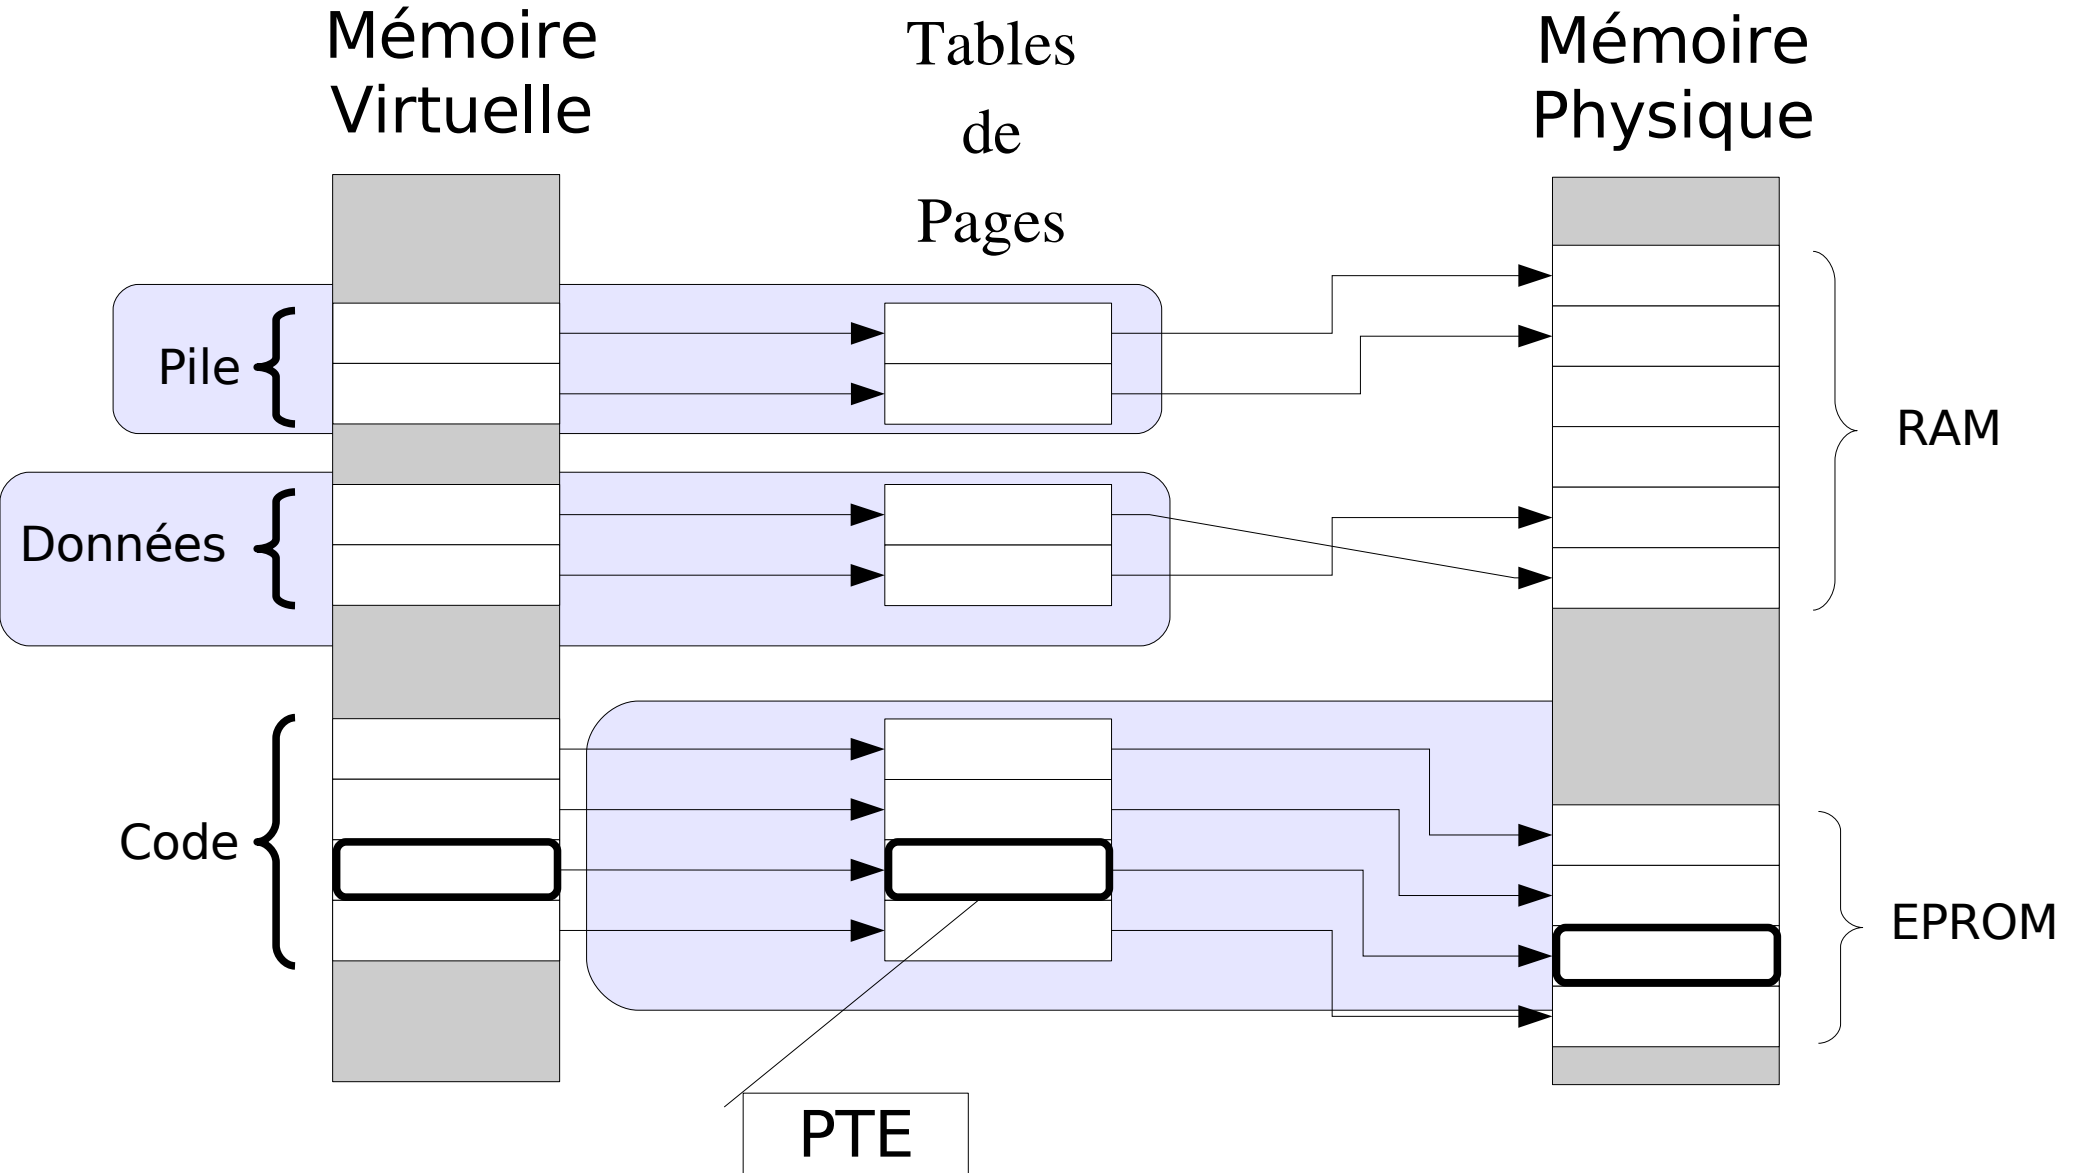 Mémoire
Virtuelle
Tables
de
Pages
Mémoire
Physique
Pile
RAM
Données
Code
EPROM
PTE